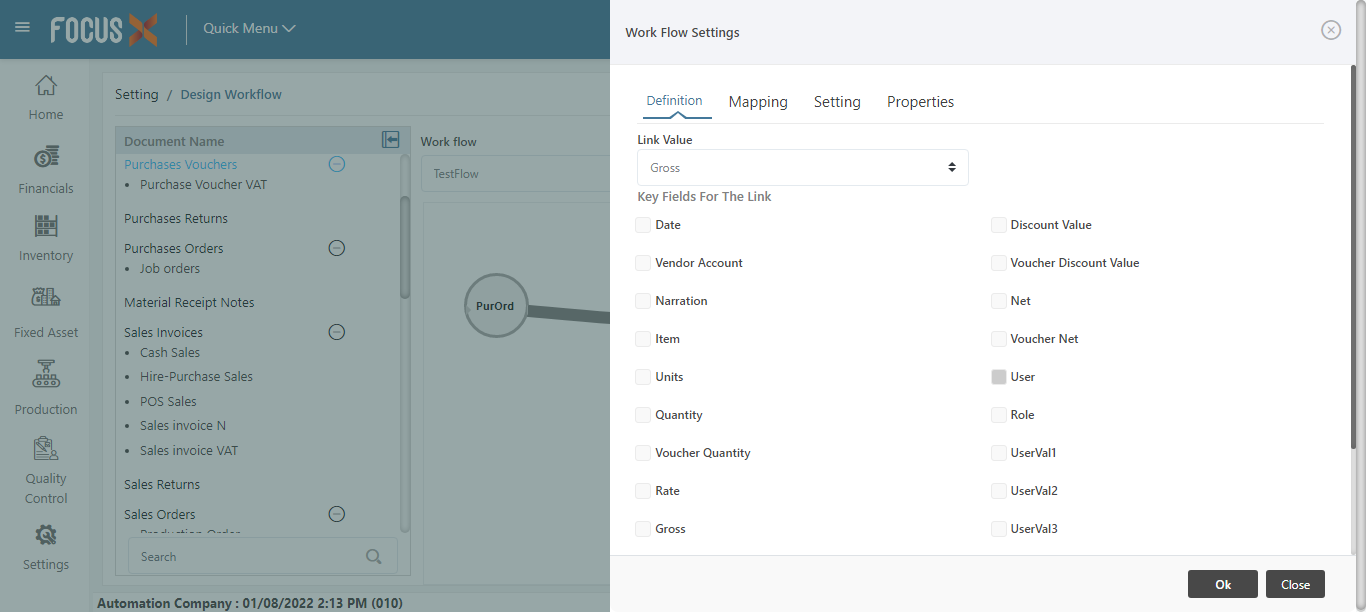 FOCUS X
Quick Menu
Home
Financials
Inventory
Fixed Asset
Production
Quality
Control
Settings
Setting / Design Workflow
Document Name
Purchases Vouchers
• Purchase Voucher VAT
Purchases Returns
Purchases Orders
• Job orders
Material Receipt Notes
Sales Invoices
• Cash Sales
• Hire-Purchase Sales
• POS Sales
• Sales invoice N
• Sales invoice VAT
Sales Returns
Sales Orders
• Production Order
Search
Work flow
TestFlow
PurOrd
Automation Company : 01/08/2022 2:13 PM (010)
Work Flow Settings
Definition Mapping Setting Properties
Link Value
Gross
Key Fields For The Link
Date
Vendor Account
Narration
Item
Units
Quantity
Voucher Quantity
Rate
Gross
Discount Value
Voucher Discount Value
Net
Voucher Net
User
Role
UserVal1
UserVal2
UserVal3
Ok Close